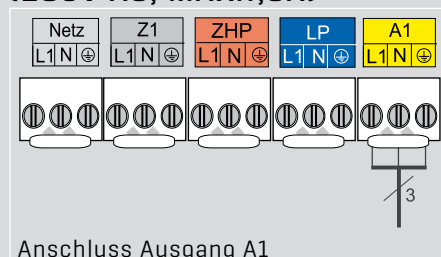 Netz Z1 ZHP LP A1
L1 N L1 N L1 N L1 N L1 N
3
Anschluss Ausgang A1